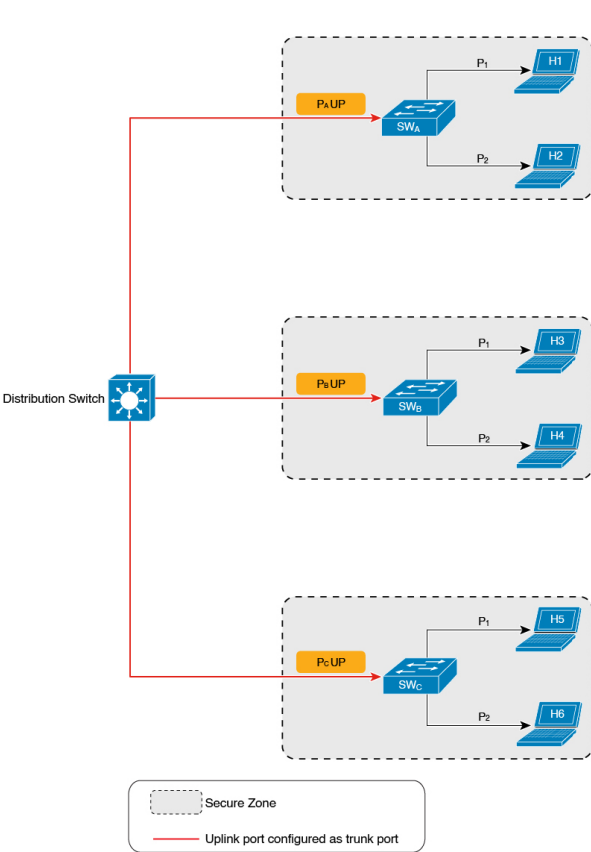 P1
H1
PA UP
SWA
P2
H2
P1
H3
Distribution Switch
PB UP
SWB
P2
H4
P1
H5
PC UP
SWC
P2
H6
Secure Zone
Uplink port configured as trunk port